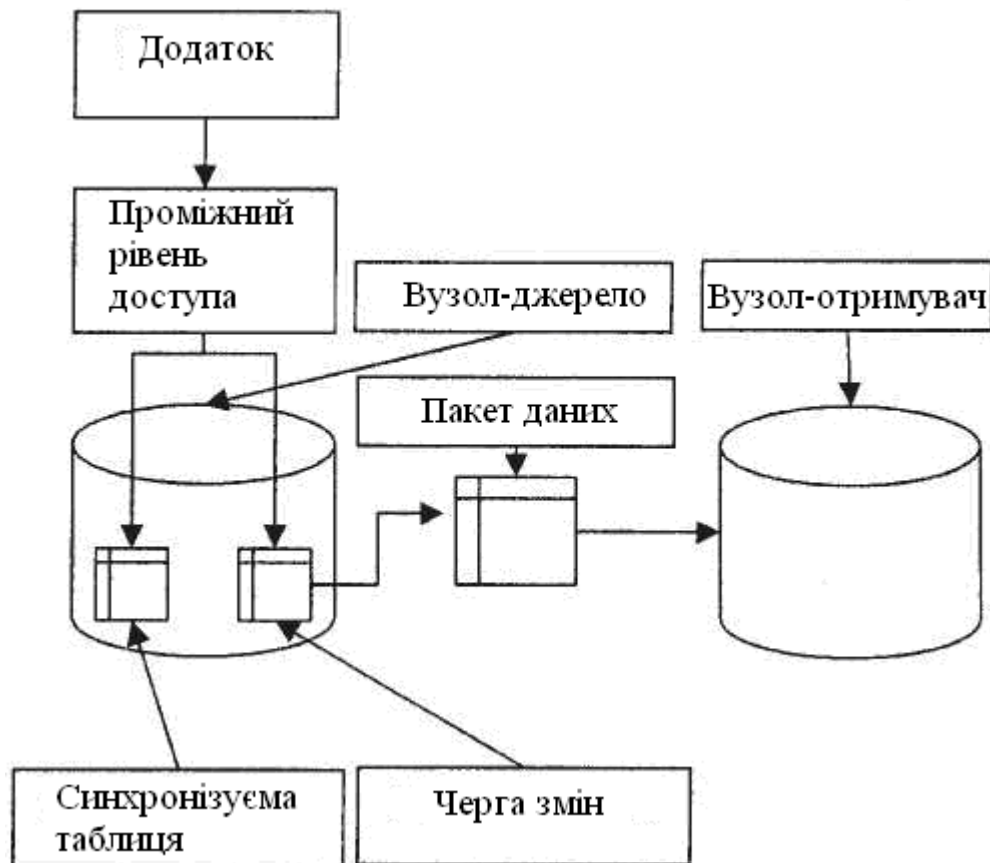 Додаток
Проміжний
рівень
доступа
Вузол-джерело
Вузол-отримувач
Пакет даних
Синхронізуєма
таблиця
Черга змін